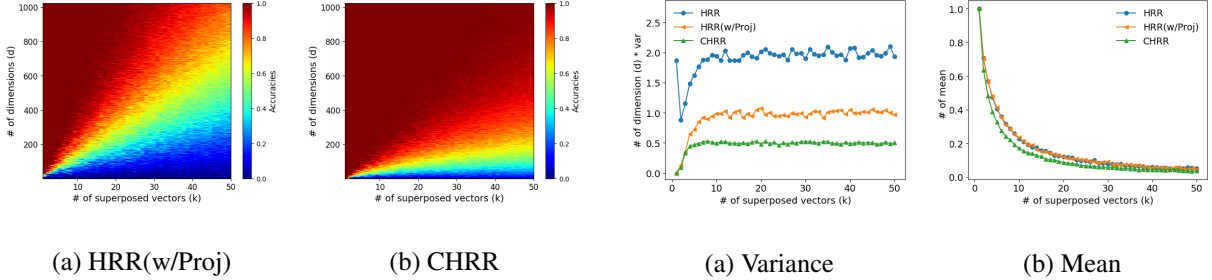 1000
800
600
400
200
# of dimensions (d)
10 20 30 40 50
# of superposed vectors (k)
1.0
0.8
0.6
0.4
0.2
0.0
Accuracies
(a) HRR(w/Proj)
1000
800
600
400
200
# of dimensions (d)
10 20 30 40 50
# of superposed vectors (k)
1.0
0.8
0.6
0.4
0.2
0.0
Accuracies
(b) CHRR
HRR
HRR(w/Proj)
CHRR
2.5
2.0
1.5
1.0
0.5
0.0
# of dimension (d) * var
0 10 20 30 40 50
# of superposed vectors (k)
(a) Variance
HRR
HRR(w/Proj)
CHRR
1.0
0.8
0.6
0.4
0.2
0.0
# of mean
0 10 20 30 40 50
# of superposed vectors (k)
(b) Mean